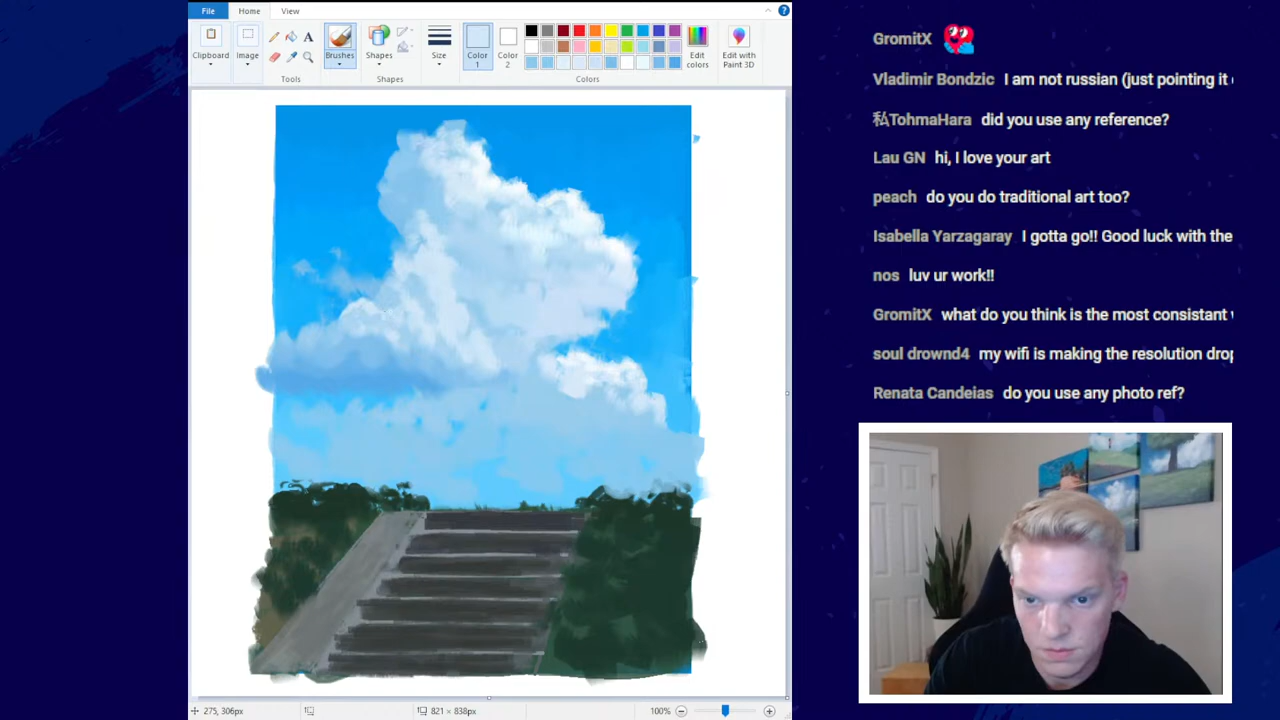 File
Home
View
Clipboard
Image
Tools
Brushes
Shapes
Shapes
Size
Color
1
Color
2
Colors
Edit
colors
Edit with
Paint 3D
GromitX
Vladimir Bondzic I am not russian (just pointing it
私TohmaHara did you use any reference?
Lau GN hi, I love your art
peach do you do traditional art too?
Isabella Yarzagaray I gotta go!! Good luck with the
nos luv ur work!!
GromitX what do you think is the most consistant
soul drownd4 my wifi is making the resolution drop
Renata Candeias do you use any photo ref?
275, 306px
821 × 838px
100%